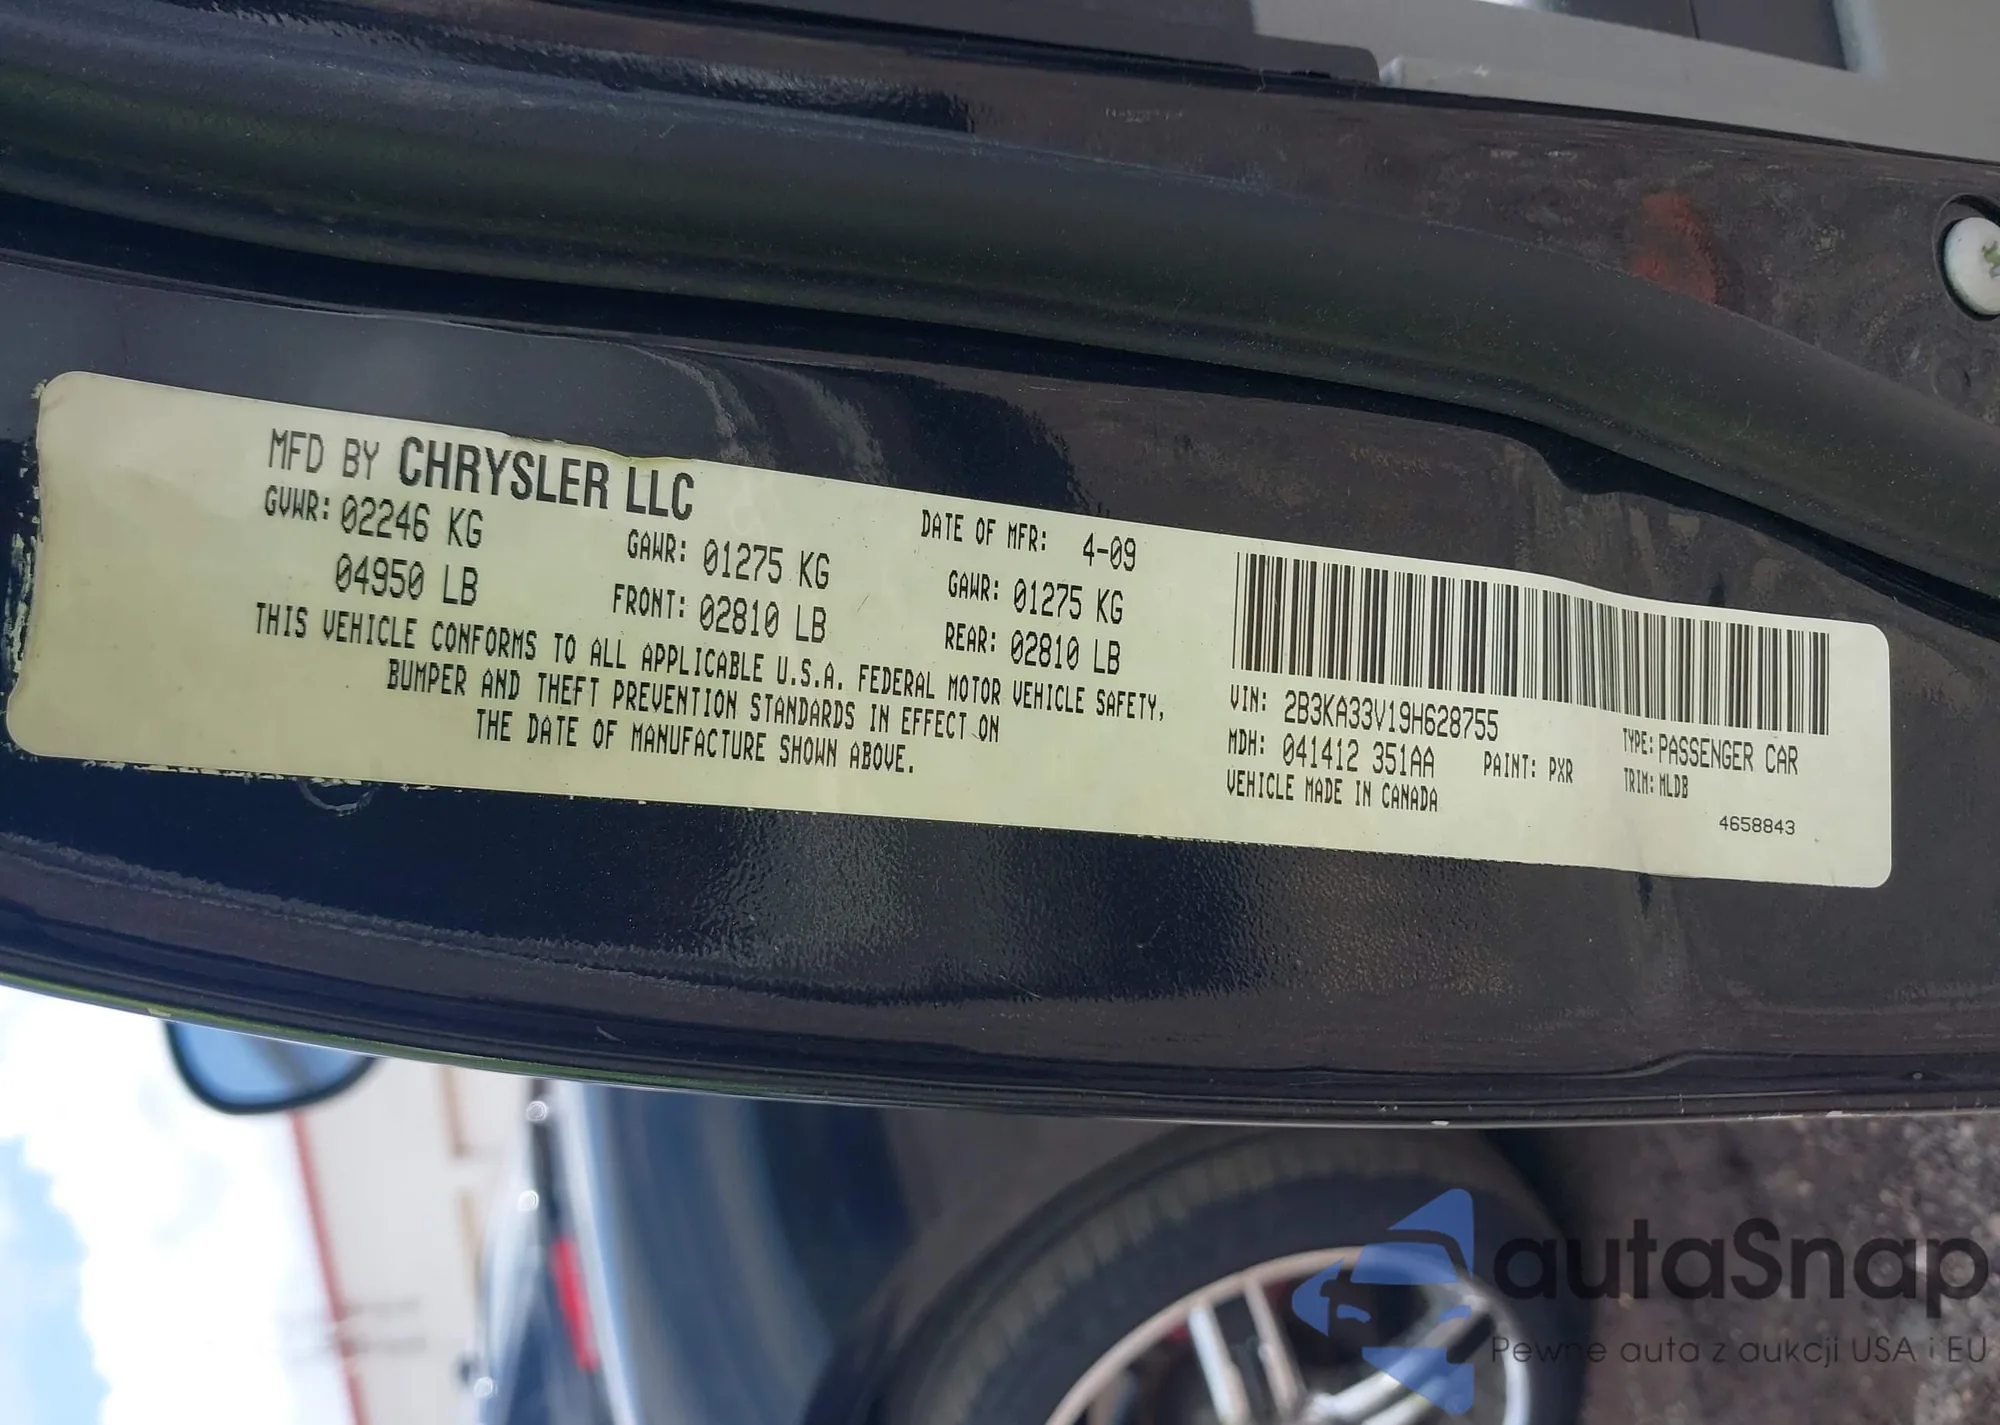 MFD BY CHRYSLER LLC
DATE OF MFR: 4-09
GVWR: 02246 KG
04950 LB
GAWR: 01275 KG
FRONT: 02810 LB
GAWR: 01275 KG
REAR: 02810 LB
THIS VEHICLE CONFORMS TO ALL APPLICABLE U.S.A. FEDERAL MOTOR VEHICLE SAFETY,
BUMPER AND THEFT PREVENTION STANDARDS IN EFFECT ON
THE DATE OF MANUFACTURE SHOWN ABOVE.
VIN: 2B3KA33V19H628755
TYPE: PASSENGER CAR
MDH: 041412 351AA
PAINT: PXR
TRIM: MLDB
VEHICLE MADE IN CANADA
4658843
autaSnap
Pewne auta z aukcji USA i EU